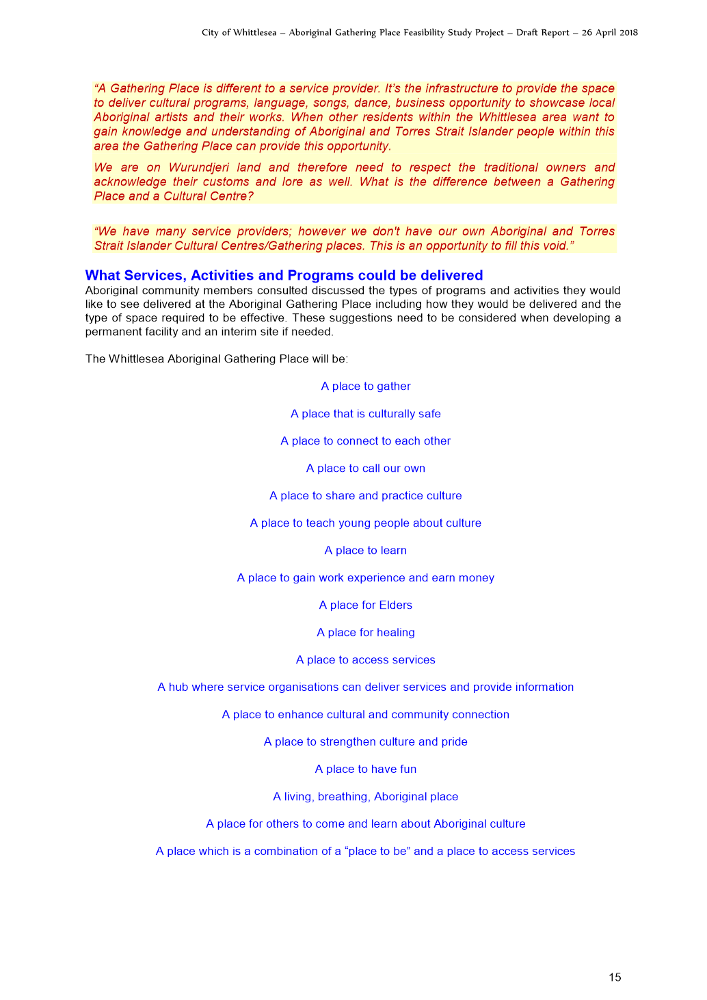 City of Whittlesea – Aboriginal Gathering Place Feasibility Study Project – Draft Report – 26 April 2018
“A Gathering Place is different to a service provider. It’s the infrastructure to provide the space
to deliver cultural programs, language, songs, dance, business opportunity to showcase local
Aboriginal artists and their works. When other residents within the Whittlesea area want to
gain knowledge and understanding of Aboriginal and Torres Strait Islander people within this
area the Gathering Place can provide this opportunity.
We are on Wurundjeri land and therefore need to respect the traditional owners and
acknowledge their customs and lore as well. What is the difference between a Gathering
Place and a Cultural Centre?
“We have many service providers; however we don't have our own Aboriginal and Torres
Strait Islander Cultural Centres/Gathering places. This is an opportunity to fill this void.”
What Services, Activities and Programs could be delivered
Aboriginal community members consulted discussed the types of programs and activities they would
like to see delivered at the Aboriginal Gathering Place including how they would be delivered and the
type of space required to be effective. These suggestions need to be considered when developing a
permanent facility and an interim site if needed.
The Whittlesea Aboriginal Gathering Place will be:
A place to gather
A place that is culturally safe
A place to connect to each other
A place to call our own
A place to share and practice culture
A place to teach young people about culture
A place to learn
A place to gain work experience and earn money
A place for Elders
A place for healing
A place to access services
A hub where service organisations can deliver services and provide information
A place to enhance cultural and community connection
A place to strengthen culture and pride
A place to have fun
A living, breathing, Aboriginal place
A place for others to come and learn about Aboriginal culture
A place which is a combination of a “place to be” and a place to access services
15